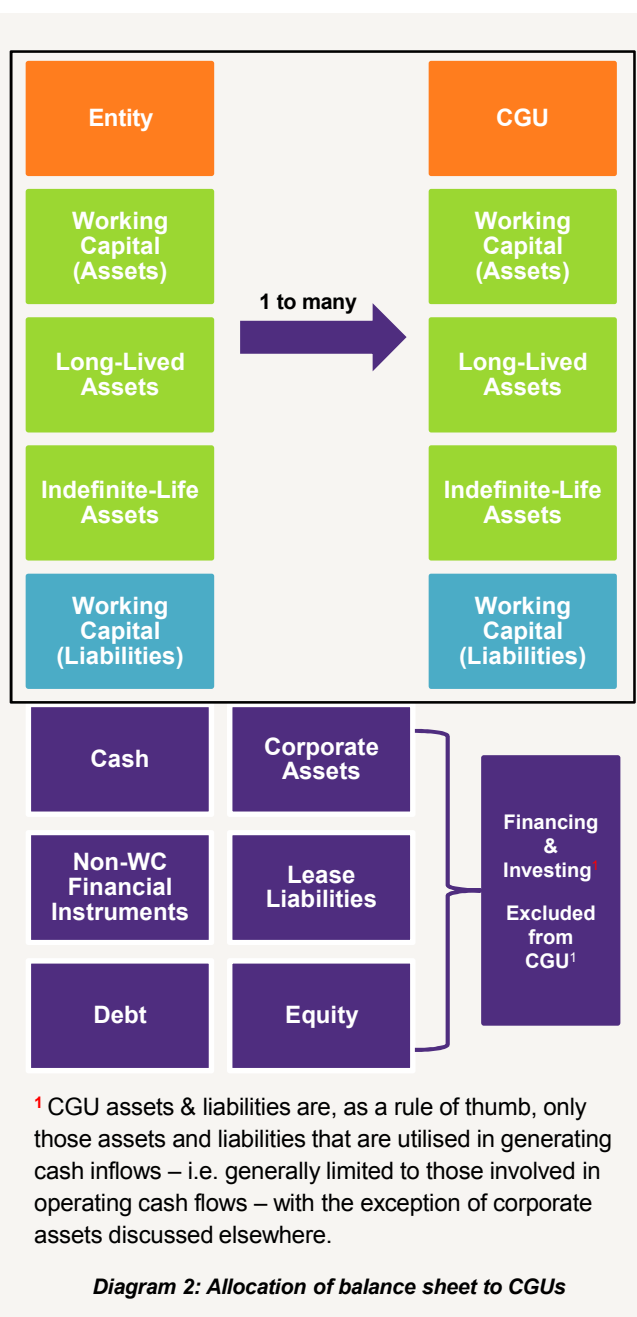 Entity
CGU
Working
Capital
(Assets)
Working
Capital
(Assets)
1 to many
Long-Lived
Assets
Long-Lived
Assets
Indefinite-Life
Assets
Indefinite-Life
Assets
Working
Capital
(Liabilities)
Working
Capital
(Liabilities)
Cash
Corporate
Assets
Non-WC
Financial
Instruments
Lease
Liabilities
Debt
Equity
Financing
&
Investing¹
Excluded
from
CGU¹
¹ CGU assets & liabilities are, as a rule of thumb, only
those assets and liabilities that are utilised in generating
cash inflows – i.e. generally limited to those involved in
operating cash flows – with the exception of corporate
assets discussed elsewhere.
Diagram 2: Allocation of balance sheet to CGUs